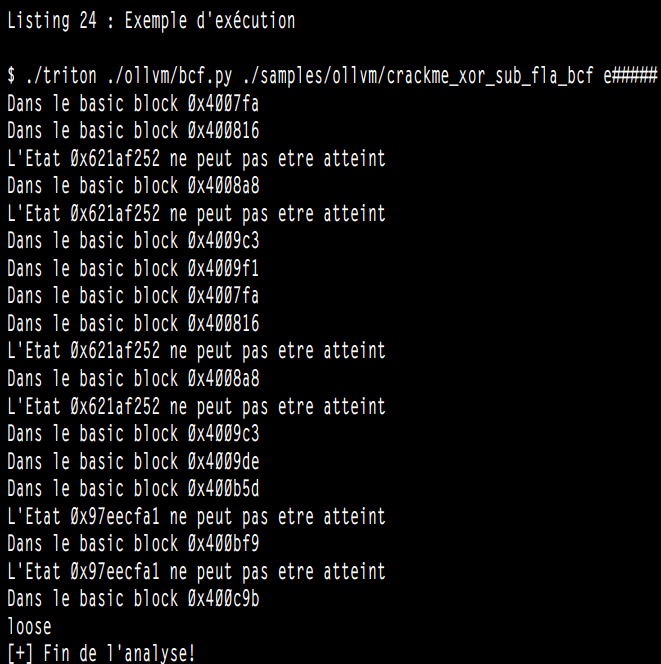 Listing 24 : Exemple d'exécution
$ ./triton ./ollvm/bcf.py ./samples/ollvm/crackme_xor_sub_fla_bcf e#####
Dans le basic block 0x4007fa
Dans le basic block 0x400816
L'Etat 0x621af252 ne peut pas etre atteint
Dans le basic block 0x4008a8
L'Etat 0x621af252 ne peut pas etre atteint
Dans le basic block 0x4009c3
Dans le basic block 0x4009f1
Dans le basic block 0x4007fa
Dans le basic block 0x400816
L'Etat 0x621af252 ne peut pas etre atteint
Dans le basic block 0x4008a8
L'Etat 0x621af252 ne peut pas etre atteint
Dans le basic block 0x4009c3
Dans le basic block 0x4009de
Dans le basic block 0x400b5d
L'Etat 0x97eecfa1 ne peut pas etre atteint
Dans le basic block 0x400bf9
L'Etat 0x97eecfa1 ne peut pas etre atteint
Dans le basic block 0x400c9b
loose
[+] Fin de l'analyse!